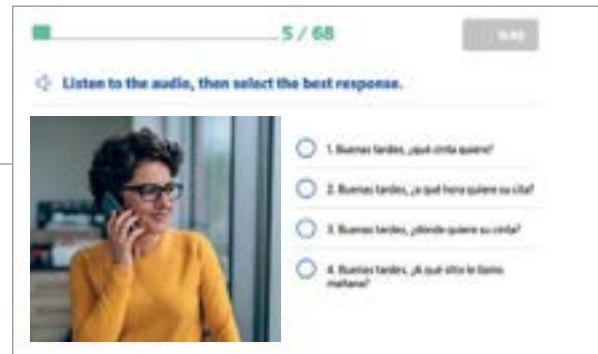 5 / 68
Listen to the audio, then select the best response.
1. Buenas tardes, ¿qué cinta quiere?
2. Buenas tardes, ¿a qué hora quiere su cita?
3. Buenas tardes, ¿dónde quiere su cinta?
4. Buenas tardes, ¿A qué sitio le llamo
mañana?